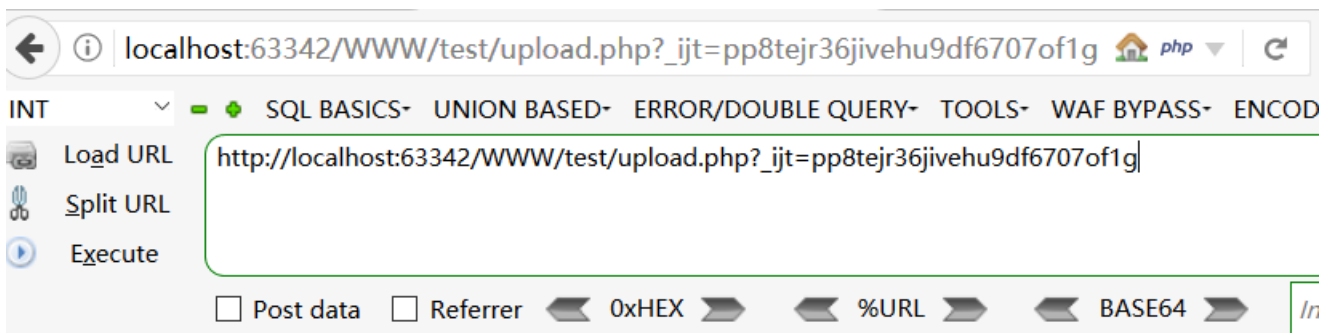 localhost:63342/WWW/test/upload.php?_ijt=pp8tejr36jivehu9df6707of1g php
INT SQL BASICS UNION BASED ERROR/DOUBLE QUERY TOOLS WAF BYPASS ENCOD
Load URL http://localhost:63342/WWW/test/upload.php?_ijt=pp8tejr36jivehu9df6707of1g
Split URL
Execute
Post data Referrer 0xHEX %URL BASE64 In